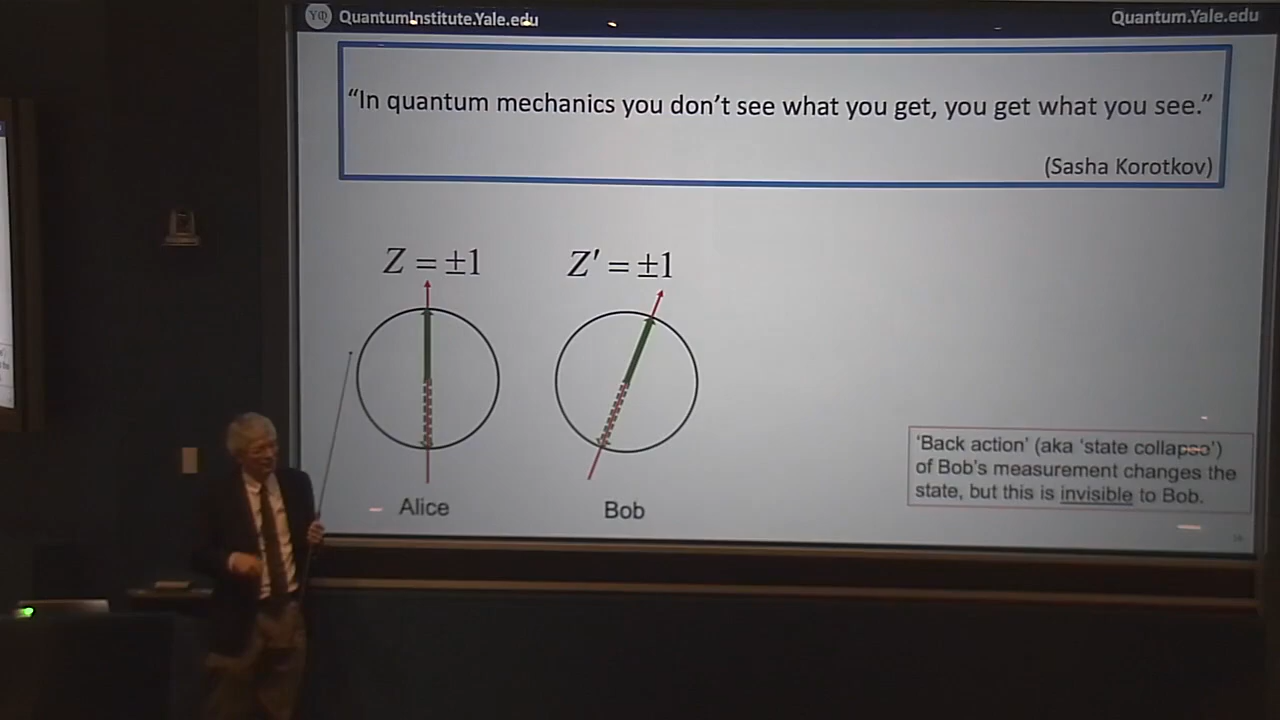 YQ QuantumInstitute.Yale.edu
Quantum.Yale.edu
“In quantum mechanics you don’t see what you get, you get what you see.”
(Sasha Korotkov)
Z = ±1
Z′ = ±1
Alice
Bob
‘Back action’ (aka ‘state collapse’)
of Bob’s measurement changes the
state, but this is invisible to Bob.